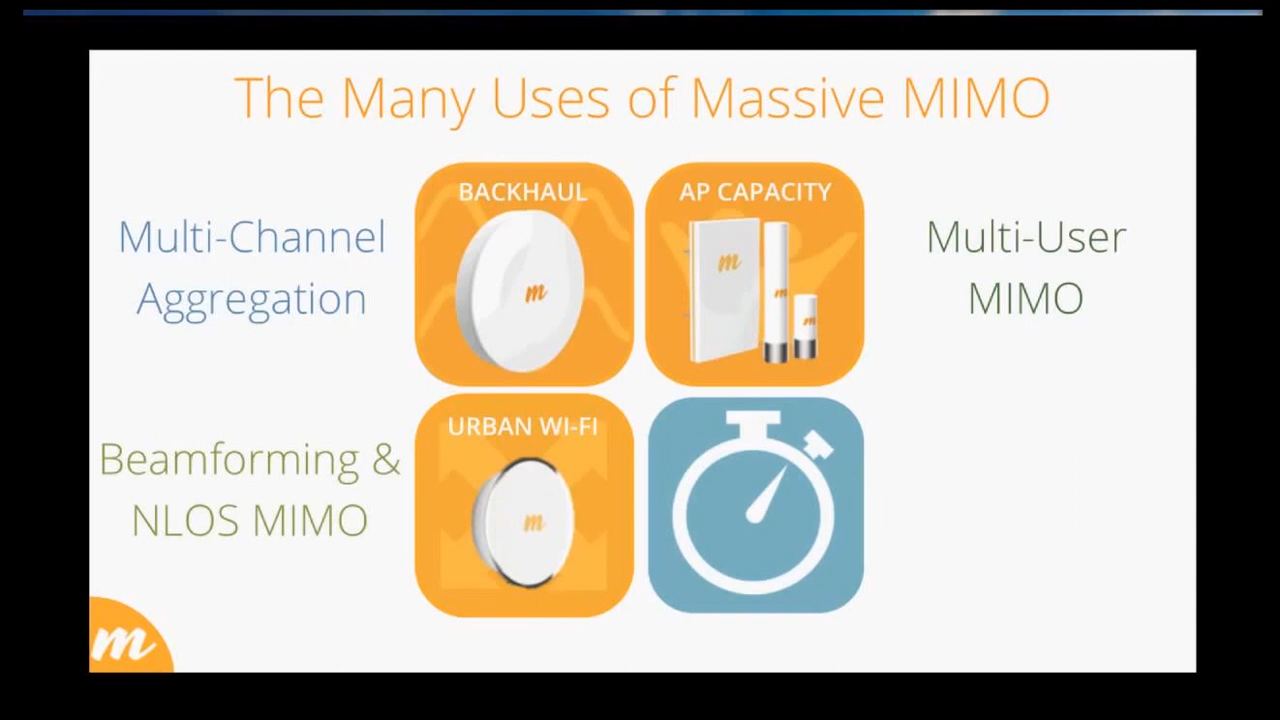 The Many Uses of Massive MIMO
BACKHAUL
AP CAPACITY
Multi-Channel
Aggregation
m
m
m
m
Multi-User
MIMO
URBAN WI-FI
Beamforming &
NLOS MIMO
m
m